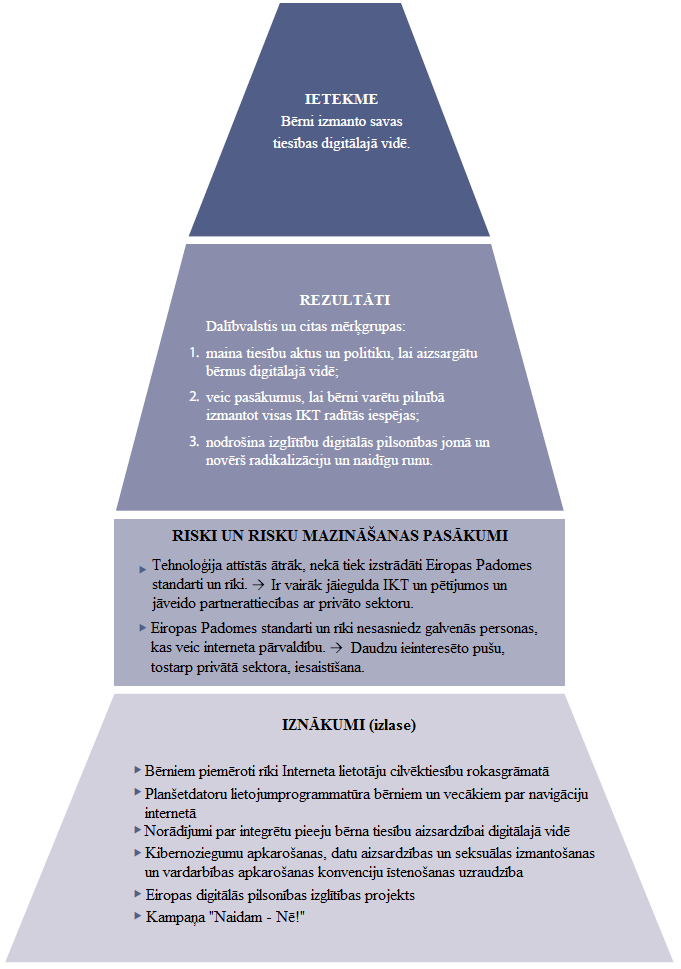 IETEKME
Bērni izmanto savas
tiesības digitālajā vidē.
REZULTĀTI
Dalībvalstis un citas mērķgrupas:
1. maina tiesību aktus un politiku, lai aizsargātu
bērnus digitālajā vidē;
2. veic pasākumus, lai bērni varētu pilnībā
izmantot visas IKT radītās iespējas;
3. nodrošina izglītību digitālās pilsonības jomā un
novērš radikalizāciju un naidīgu runu.
RISKI UN RISKU MAZINĀŠANAS PASĀKUMI
▶ Tehnoloģija attīstās ātrāk, nekā tiek izstrādāti Eiropas Padomes
standarti un rīki. → Ir vairāk jāiegulda IKT un pētījumos un
jāveido partnerattiecības ar privāto sektoru.
▶ Eiropas Padomes standarti un rīki nesasniedz galvenās personas,
kas veic interneta pārvaldību. → Daudzu ieinteresēto pušu,
tostarp privātā sektora, iesaistīšana.
IZNĀKUMI (izlase)
▶ Bērniem piemēroti rīki Interneta lietotāju cilvēktiesību rokasgrāmatā
▶ Planšetdatoru lietojumprogrammatūra bērniem un vecākiem par navigāciju
internetā
▶ Norādījumi par integrētu pieeju bērna tiesību aizsardzībai digitālajā vidē
▶ Kibernoziegumu apkarošanas, datu aizsardzības un seksuālas izmantošanas
un vardarbības apkarošanas konvenciju īstenošanas uzraudzība
▶ Eiropas digitālās pilsonības izglītības projekts
▶ Kampaņa "Naidam - Nē!"